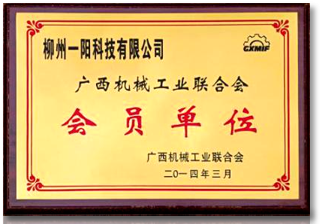 柳州一阳科技有限公司
GXMIF
广西机械工业联合会
会员单位
广西机械工业联合会
二〇一四年三月